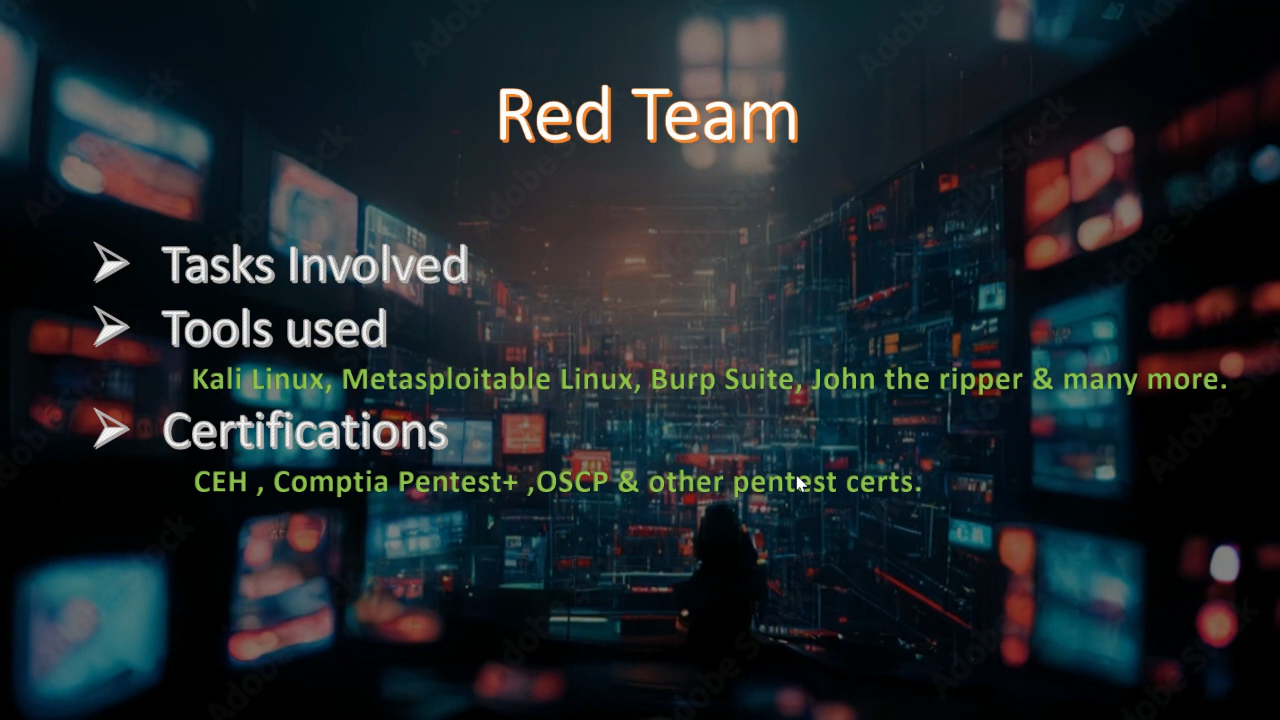 Red Team
Tasks Involved
Tools used
Kali Linux, Metasploitable Linux, Burp Suite, John the ripper & many more.
Certifications
CEH , Comptia Pentest+ ,OSCP & other pentest certs.